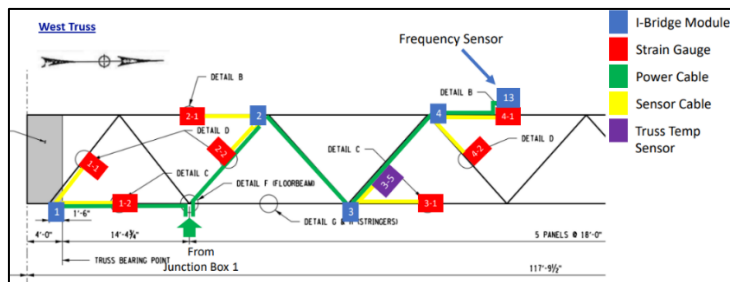 West Truss
I-Bridge Module
Strain Gauge
Power Cable
Sensor Cable
Truss Temp
Sensor
Frequency Sensor
DETAIL B
DETAIL B
13
2-1
2
4
4-1
DETAIL D
2-2
4-2
DETAIL D
1-1
DETAIL C
DETAIL C
3-5
1-2
DETAIL F (FLOORBEAM)
3-1
1
3
1'-6"
DETAIL G & H (STRINGERS)
4'-0"
14'-4¾"
5 PANELS @ 18'-0"
From
Junction Box 1
TRUSS BEARING POINT
117'-9½"